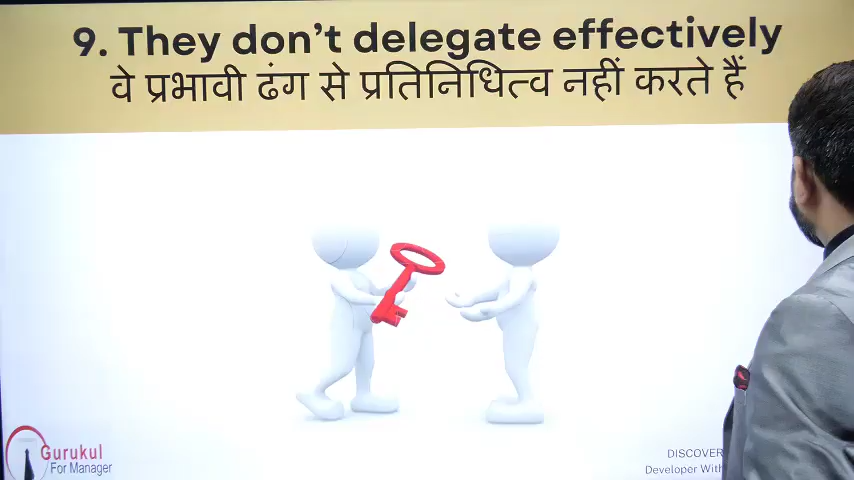 9. They don't delegate effectively
वे प्रभावी ढंग से प्रतिनिधित्व नहीं करते हैं
Gurukul
For Manager
DISCOVER
Developer With